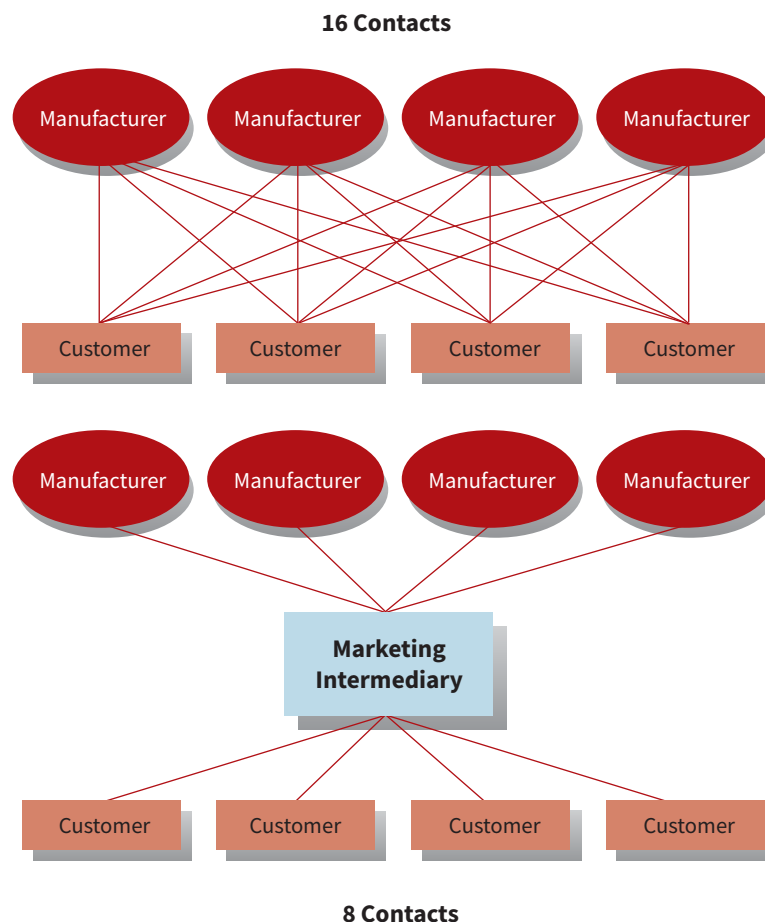 16 Contacts
Manufacturer Manufacturer Manufacturer Manufacturer
Customer Customer Customer Customer
Manufacturer Manufacturer Manufacturer Manufacturer
Marketing
Intermediary
Customer Customer Customer Customer
8 Contacts